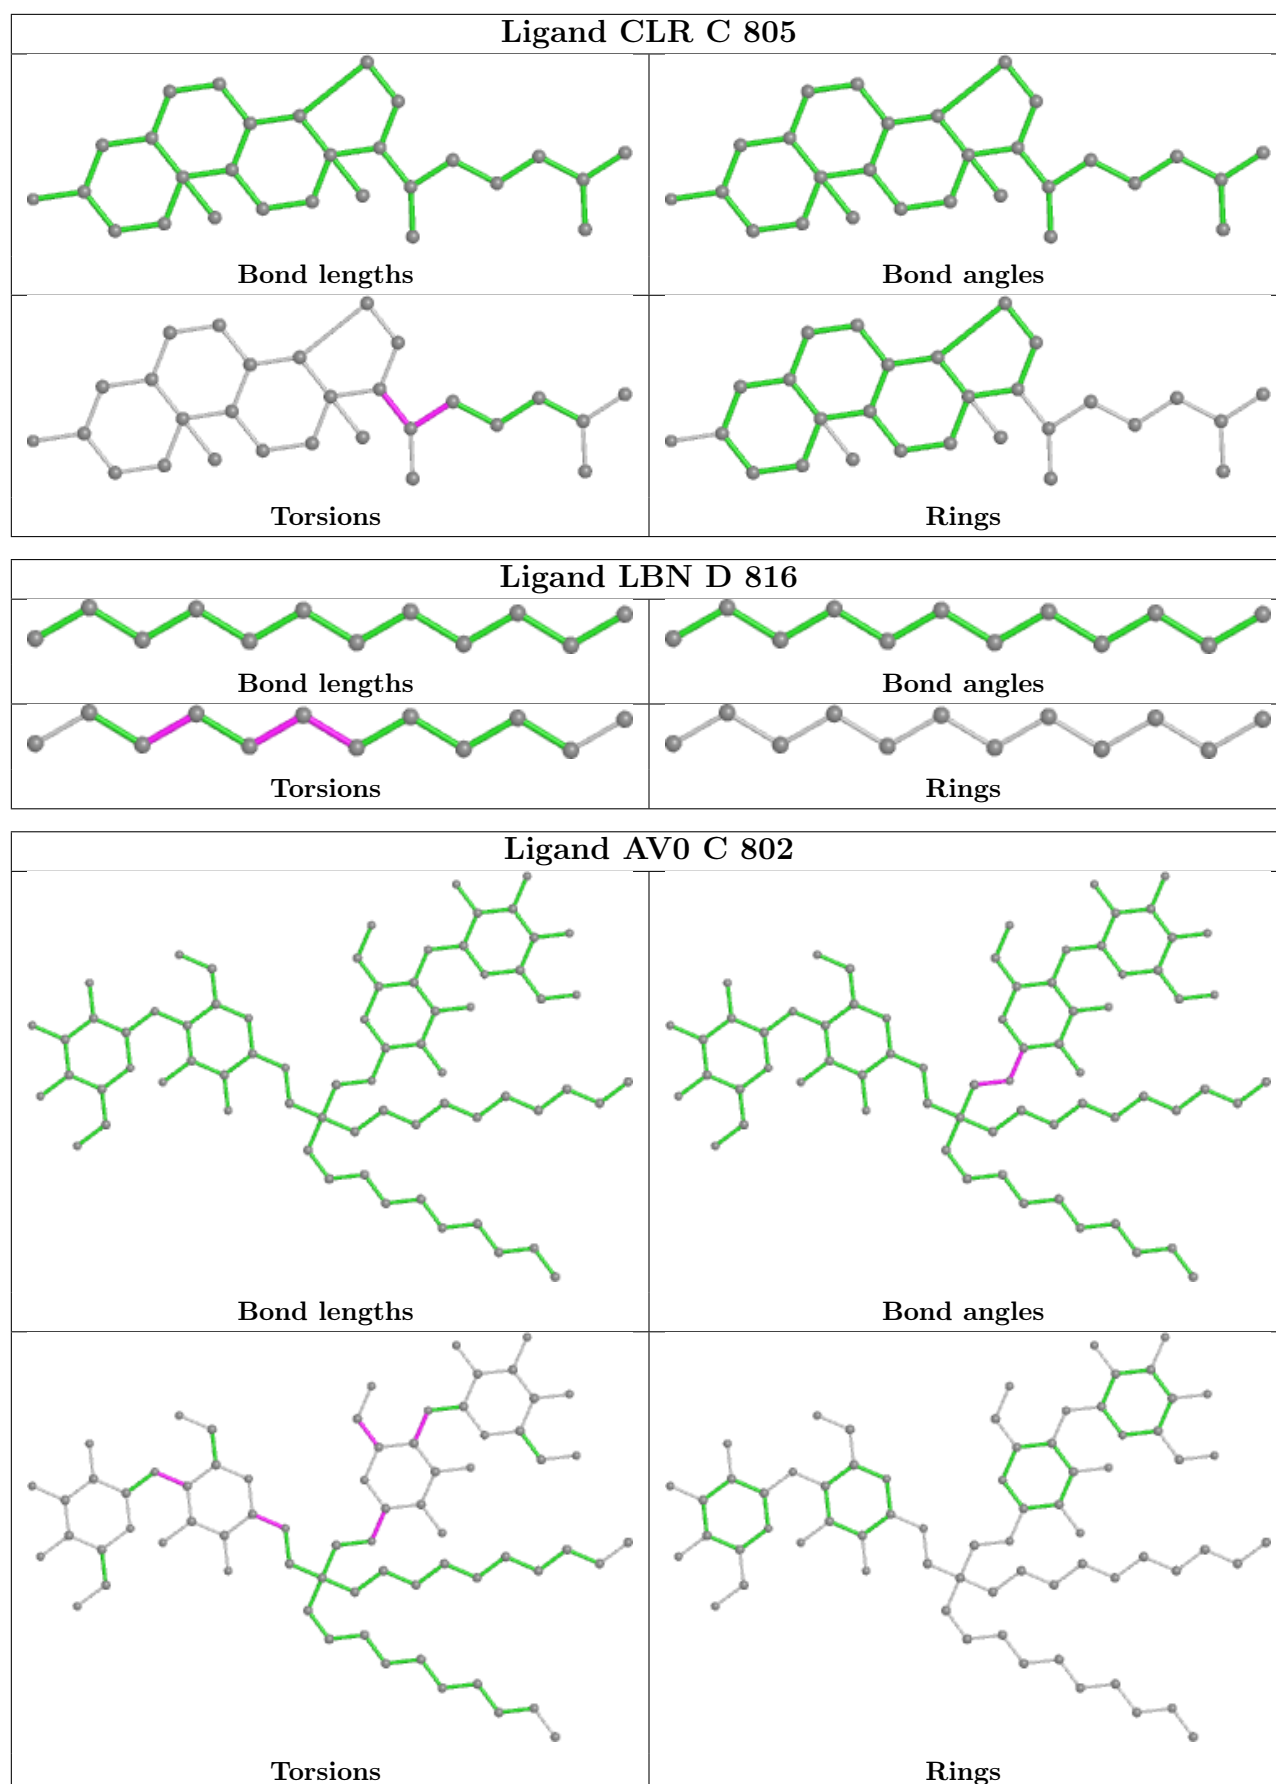 Ligand CLR C 805
Bond lengths
Bond angles
Torsions
Rings
Ligand LBN D 816
Bond lengths
Bond angles
Torsions
Rings
Ligand AV0 C 802
Bond lengths
Bond angles
Torsions
Rings